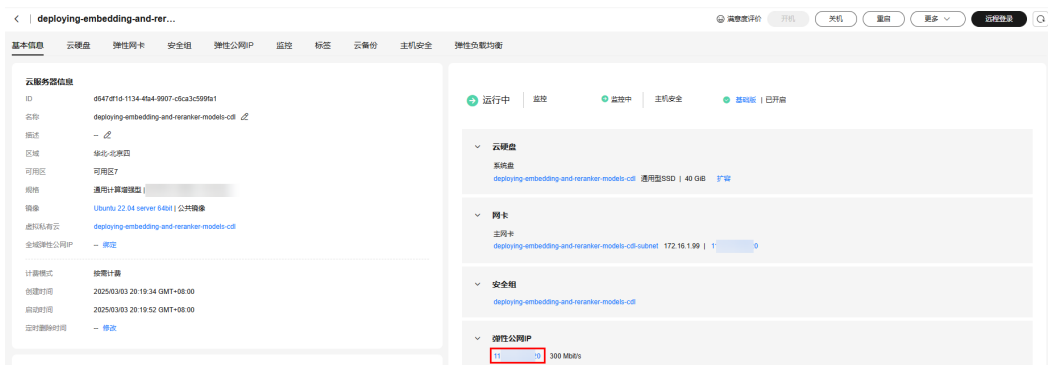 deploying-embedding-and-rer...
满意度评价 开机 关机 重启 更多 远程登录
基本信息 云硬盘 弹性网卡 安全组 弹性公网IP 监控 标签 云备份 主机安全 弹性负载均衡
云服务器信息
ID d647df1d-1134-4fa4-9907-c6ca3c599fa1
名称 deploying-embedding-and-reranker-models-cdl
描述 --
区域 华北-北京四
可用区 可用区7
规格 通用计算增强型 |
镜像 Ubuntu 22.04 server 64bit | 公共镜像
虚拟私有云 deploying-embedding-and-reranker-models-cdl
全域弹性公网IP -- 绑定
计费模式 按需计费
创建时间 2025/03/03 20:19:34 GMT+08:00
启动时间 2025/03/03 20:19:52 GMT+08:00
定时删除时间 -- 修改
运行中 监控 监控中 主机安全 基础版 | 已开启
云硬盘
系统盘
deploying-embedding-and-reranker-models-cdl 通用型SSD | 40 GiB 扩容
网卡
主网卡
deploying-embedding-and-reranker-models-cdl-subnet 172.16.1.99 |
安全组
deploying-embedding-and-reranker-models-cdl
弹性公网IP
300 Mbit/s